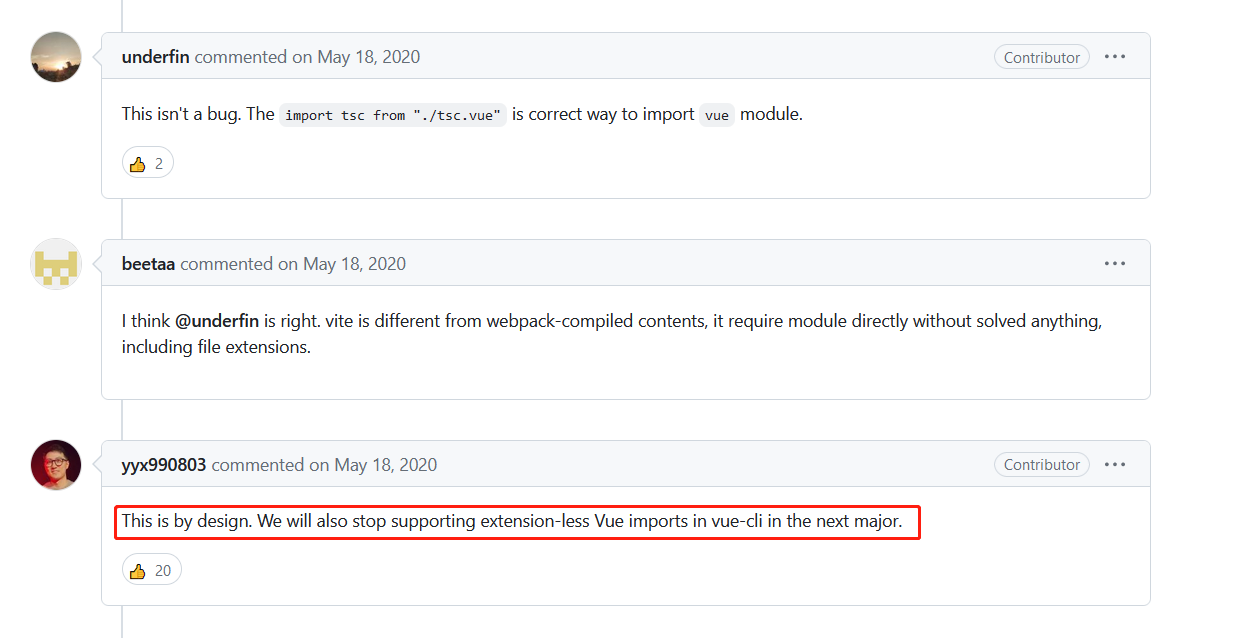 underfin commented on May 18, 2020
Contributor
This isn't a bug. The import tsc from "./tsc.vue" is correct way to import vue module.
2
beetaa commented on May 18, 2020
I think @underfin is right. vite is different from webpack-compiled contents, it require module directly without solved anything,
including file extensions.
yyx990803 commented on May 18, 2020
Contributor
This is by design. We will also stop supporting extension-less Vue imports in vue-cli in the next major.
20